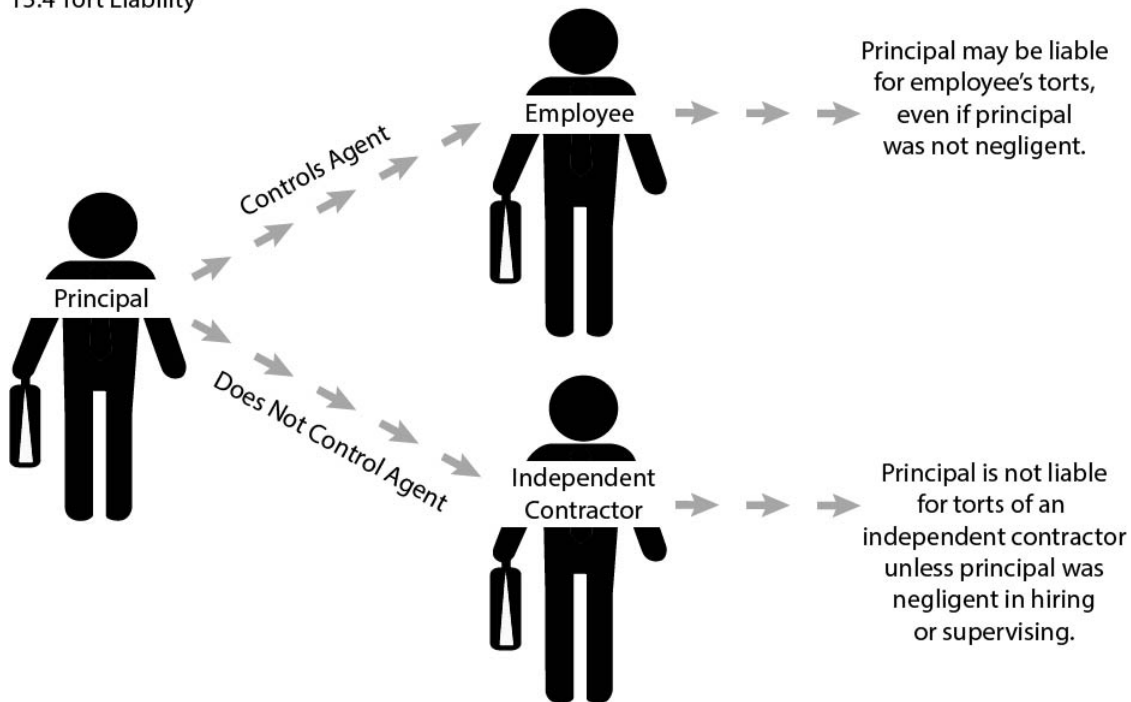 15.4 Tort Liability
Principal
Controls Agent
Employee
Principal may be liable
for employee's torts,
even if principal
was not negligent.
Does Not Control Agent
Independent
Contractor
Principal is not liable
for torts of an
independent contractor
unless principal was
negligent in hiring
or supervising.